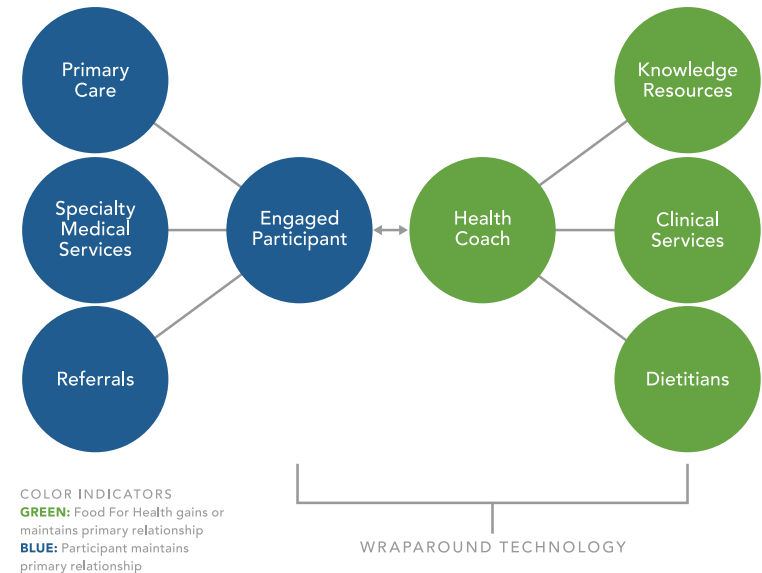 Primary
Care
Knowledge
Resources
Specialty
Medical
Services
Engaged
Participant
Health
Coach
Clinical
Services
Referrals
Dietitians
COLOR INDICATORS
GREEN: Food For Health gains or
maintains primary relationship
BLUE: Participant maintains
primary relationship
WRAPAROUND TECHNOLOGY